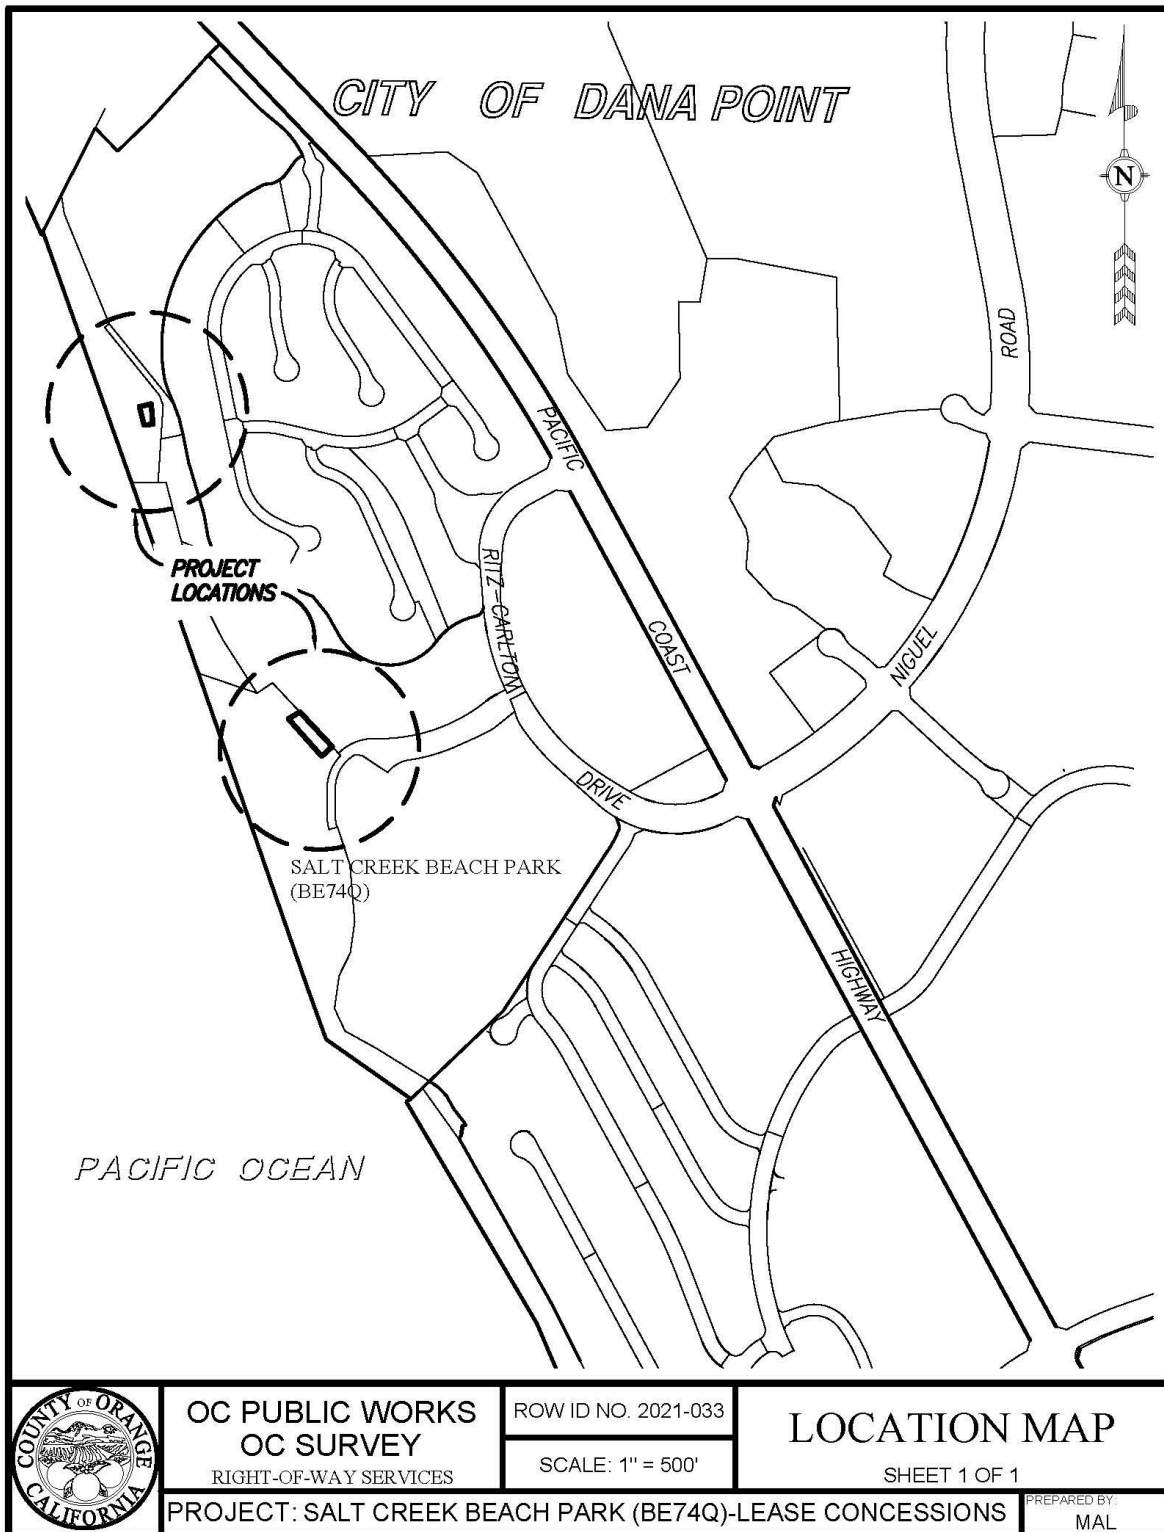 CITY OF DANA POINT
N
ROAD
PACIFIC
PROJECT
LOCATIONS
RITZ-CARLTON
COAST
NIGUEL
DRIVE
SALT CREEK BEACH PARK
(BE74Q)
HIGHWAY
PACIFIC OCEAN
COUNTY OF ORANGE
CALIFORNIA
OC PUBLIC WORKS
OC SURVEY
RIGHT-OF-WAY SERVICES
ROW ID NO. 2021-033
SCALE: 1" = 500'
LOCATION MAP
SHEET 1 OF 1
PROJECT: SALT CREEK BEACH PARK (BE74Q)-LEASE CONCESSIONS
PREPARED BY:
MAL